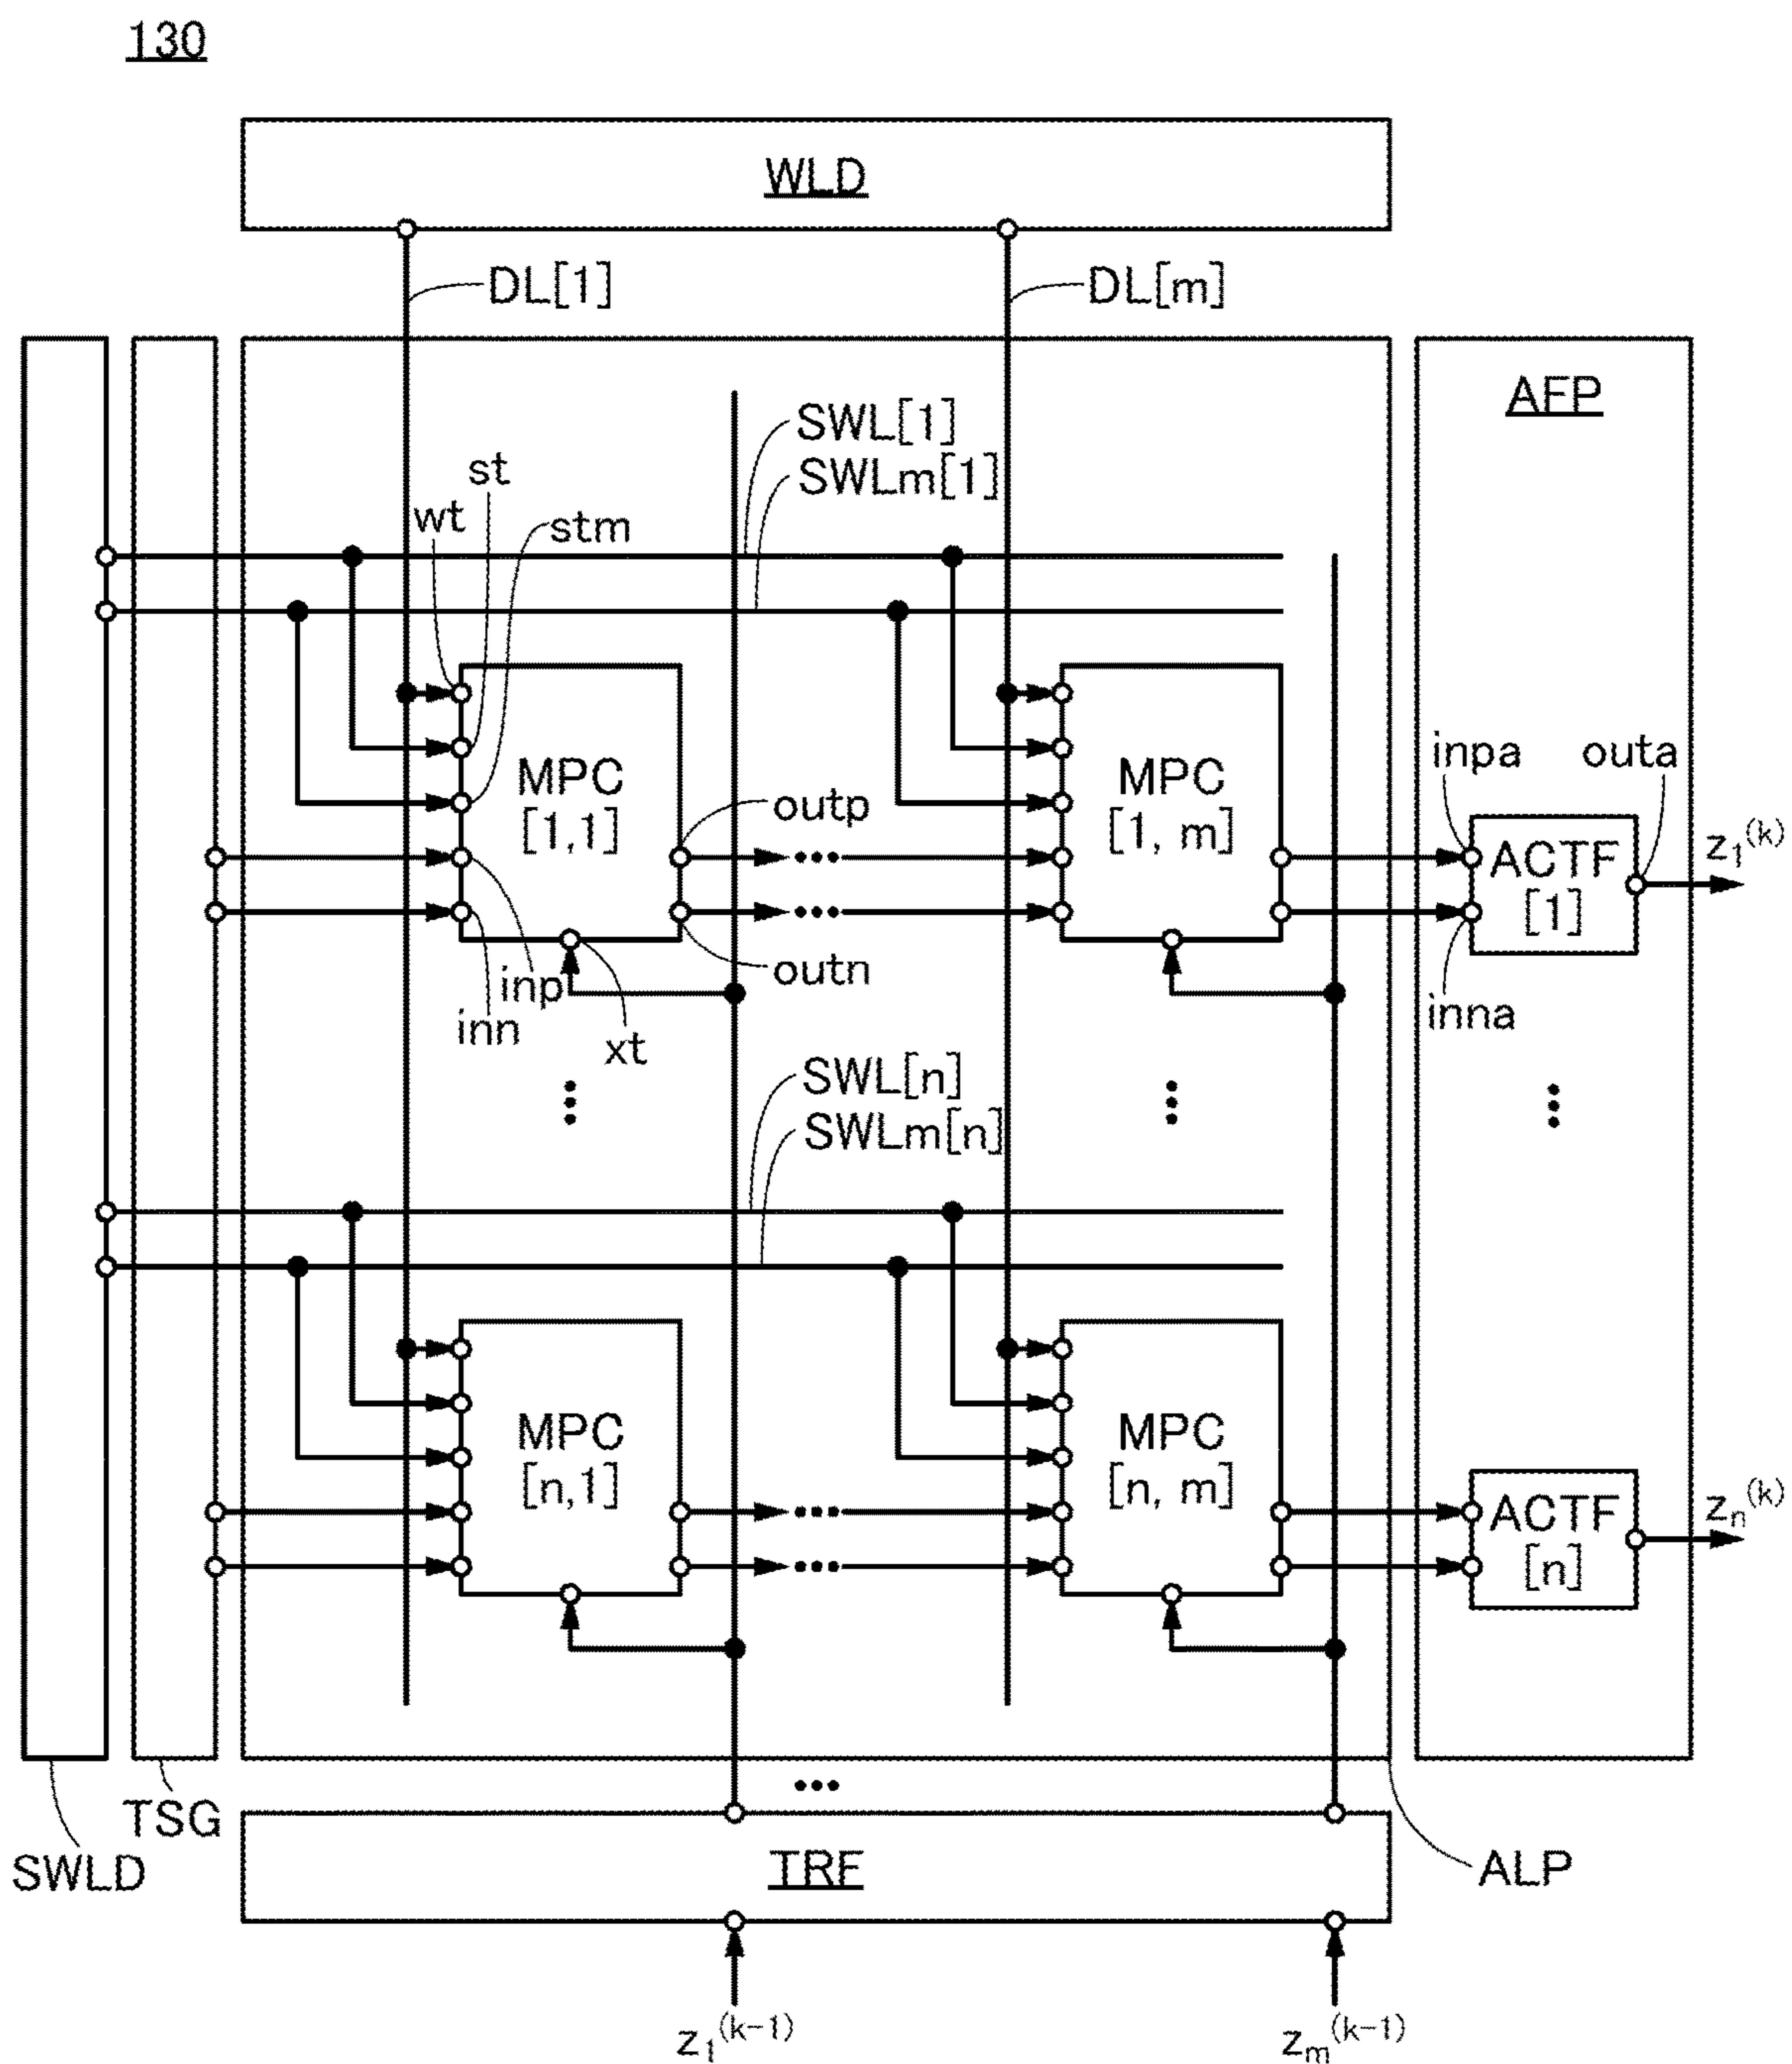 130
WLD
DL[1]
DL[m]
AFP
SWL[1]
SWLm[1]
st
wt
stm
MPC
[1,1]
MPC
[1, m]
outp
outn
inp
inn
xt
inpa
outa
ACTF
[1]
inna
z1(k)
SWL[n]
SWLm[n]
MPC
[n,1]
MPC
[n, m]
ACTF
[n]
zn(k)
TSG
SWLD
TRF
ALP
z1(k-1)
zm(k-1)